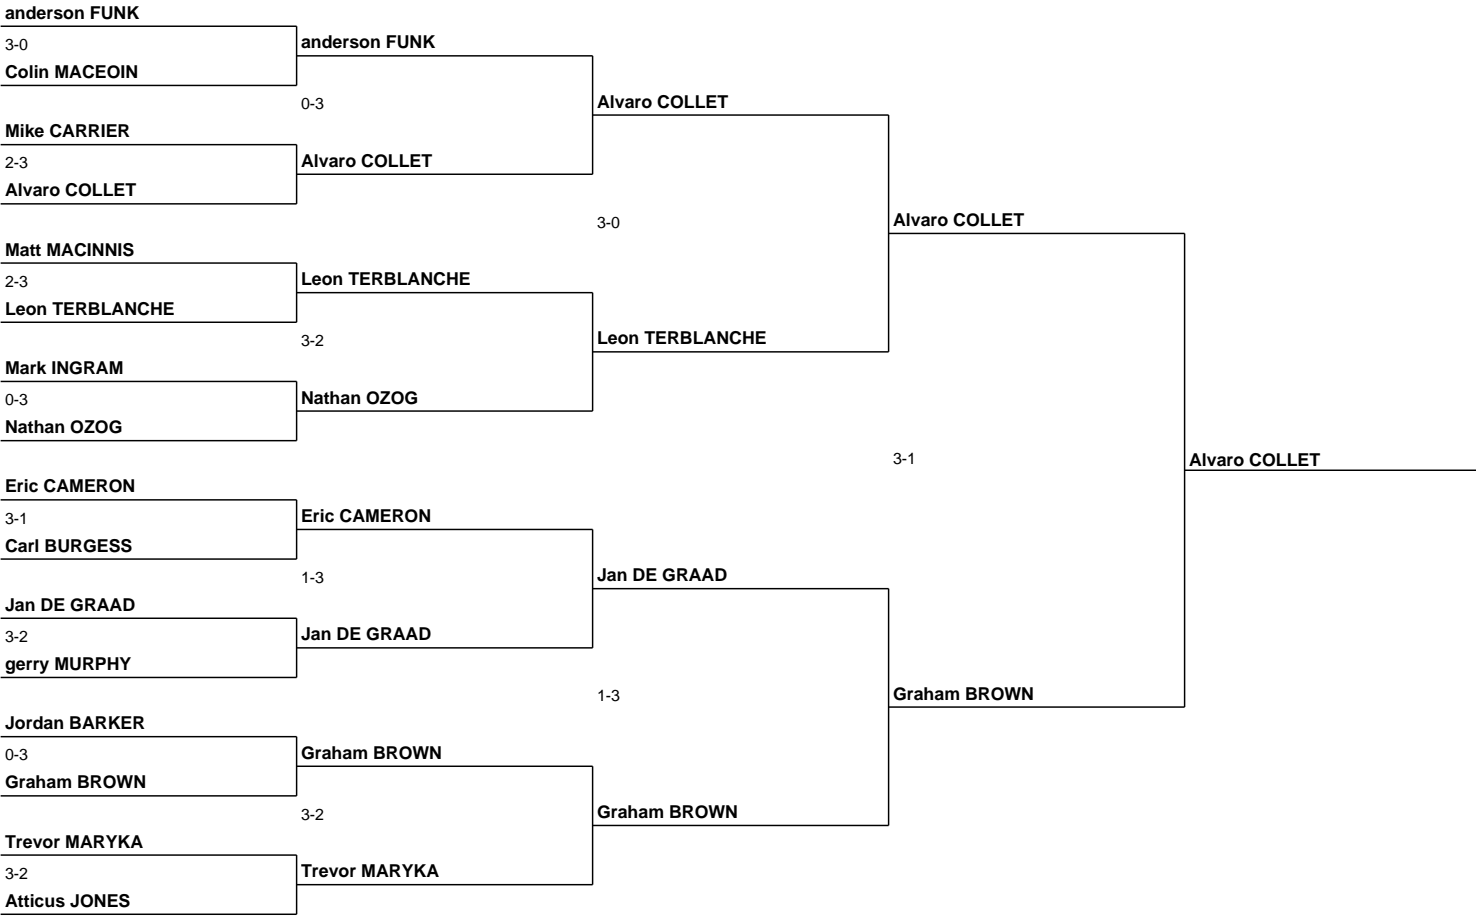 anderson FUNK
3-0
anderson FUNK
Colin MACEOIN
0-3
Alvaro COLLET
Mike CARRIER
2-3
Alvaro COLLET
Alvaro COLLET
3-0
Alvaro COLLET
Matt MACINNIS
2-3
Leon TERBLANCHE
Leon TERBLANCHE
3-2
Leon TERBLANCHE
Mark INGRAM
0-3
Nathan OZOG
Nathan OZOG
3-1
Alvaro COLLET
Eric CAMERON
3-1
Eric CAMERON
Carl BURGESS
1-3
Jan DE GRAAD
Jan DE GRAAD
3-2
Jan DE GRAAD
gerry MURPHY
1-3
Graham BROWN
Jordan BARKER
0-3
Graham BROWN
Graham BROWN
3-2
Graham BROWN
Trevor MARYKA
3-2
Trevor MARYKA
Atticus JONES